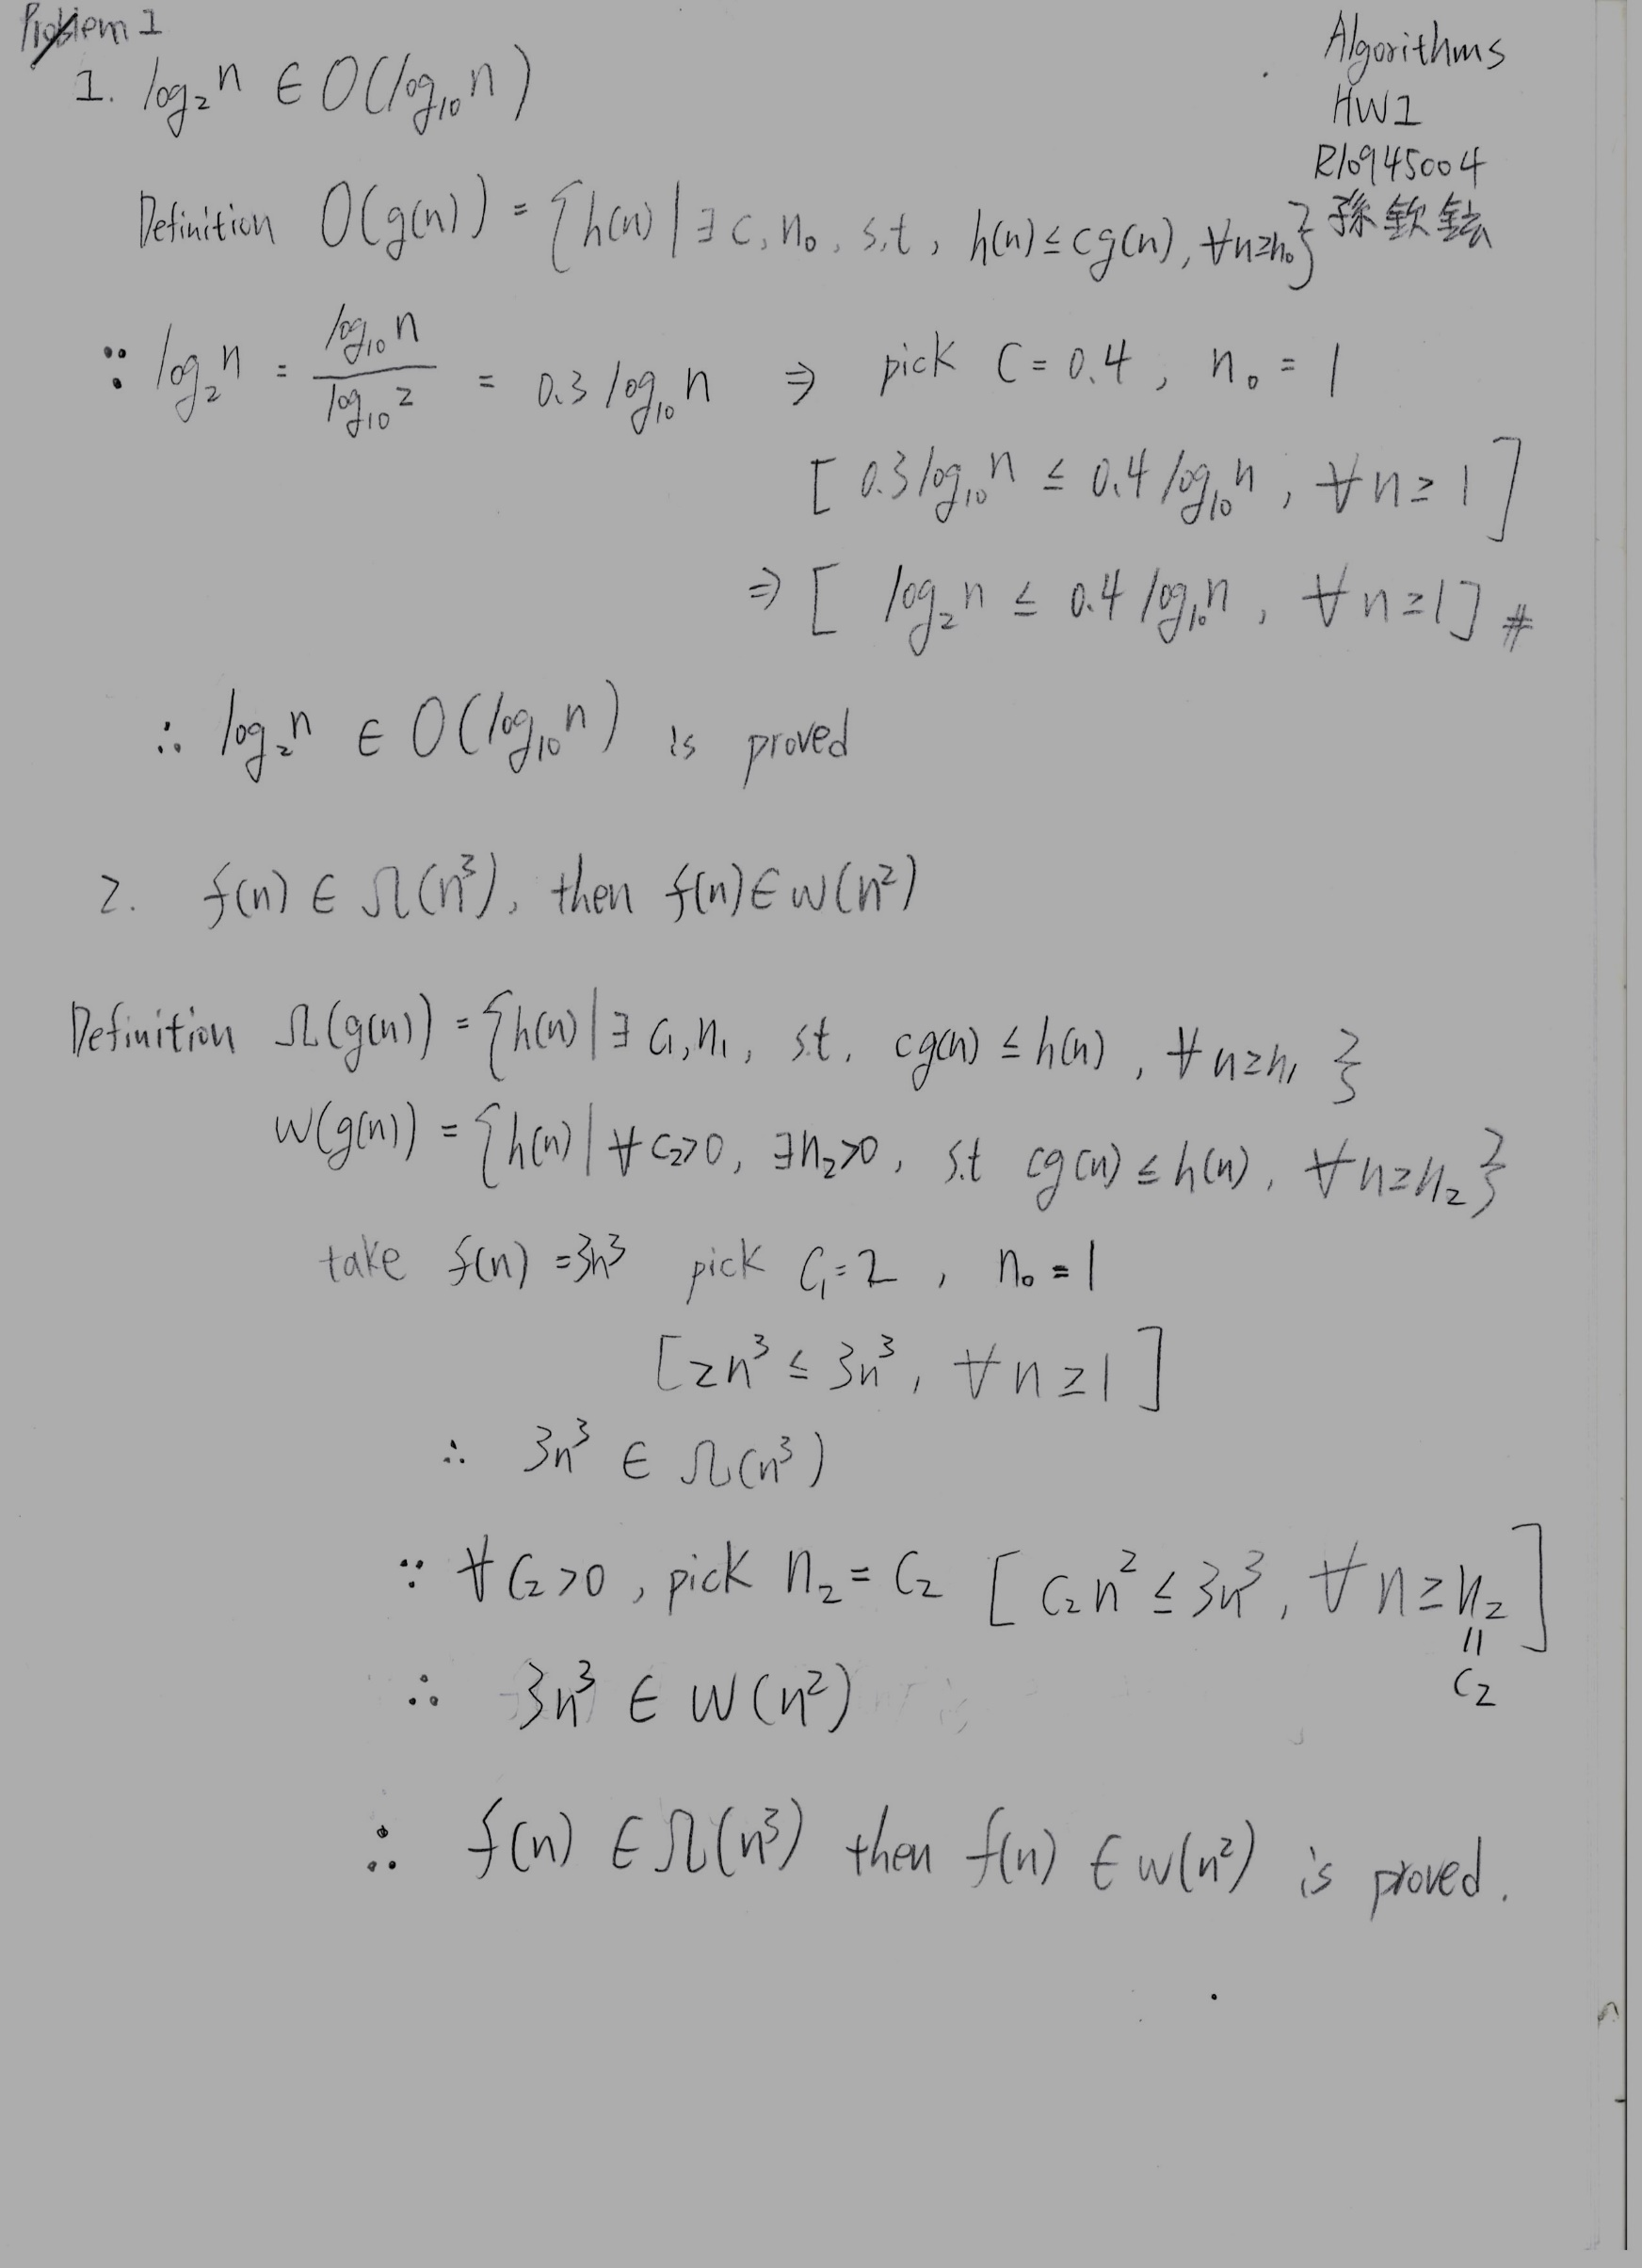 Problem 1
Algorithms
HW1
R10945004
孫欽鉉
1. log₂n ∈ O(log₁₀n)
Definition O(g(n)) = {h(n) | ∃ c, n₀, s.t, h(n) ≤ cg(n), ∀n≥n₀}
∵ log₂n = log₁₀n / log₁₀2 = 0.3 log₁₀n ⇒ pick C = 0.4, n₀ = 1
[ 0.3 log₁₀n ≤ 0.4 log₁₀n, ∀n ≥ 1 ]
⇒ [ log₂n ≤ 0.4 log₁₀n, ∀n ≥ 1 ] #
∴ log₂n ∈ O(log₁₀n) is proved
2. f(n) ∈ Ω(n³), then f(n) ∈ w(n²)
Definition Ω(g(n)) = {h(n) | ∃ c₁, n₁, s.t. cg(n) ≤ h(n), ∀n≥n₁ }
w(g(n)) = {h(n) | ∀ c₂>0, ∃n₂>0, s.t cg(n) ≤ h(n), ∀n≥n₂}
take f(n) = 3n³ pick C₁ = 2, n₀ = 1
[2n³ ≤ 3n³, ∀n ≥ 1 ]
∴ 3n³ ∈ Ω(n³)
∵ ∀C₂>0, pick n₂ = C₂ [ C₂n² ≤ 3n³, ∀n ≥ n₂ ]
=
C₂
∴ 3n³ ∈ w(n²)
∴ f(n) ∈ Ω(n³) then f(n) ∈ w(n²) is proved.